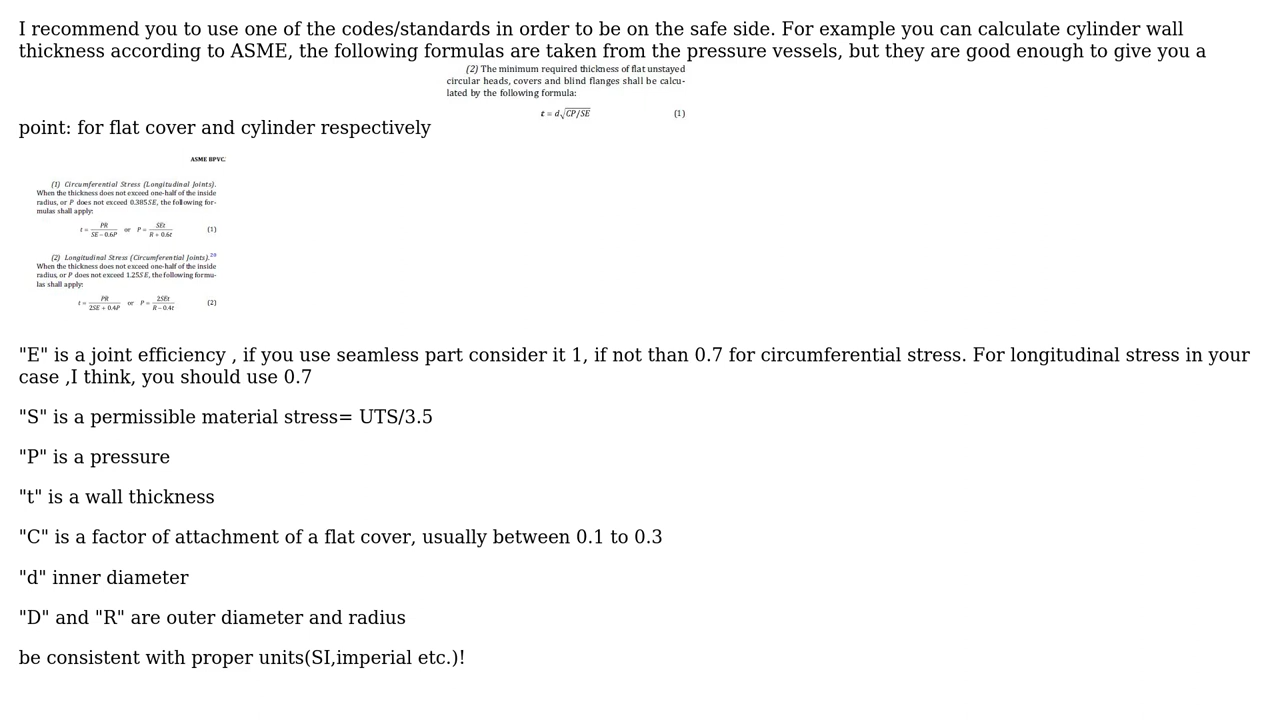 I recommend you to use one of the codes/standards in order to be on the safe side. For example you can calculate cylinder wall
thickness according to ASME, the following formulas are taken from the pressure vessels, but they are good enough to give you a
(2) The minimum required thickness of flat unstayed
circular heads, covers and blind flanges shall be calcu-
lated by the following formula:
t = d√CP/SE (1)
point: for flat cover and cylinder respectively
ASME BPVC.
(1) Circumferential Stress (Longitudinal Joints).
When the thickness does not exceed one-half of the inside
radius, or P does not exceed 0.385SE, the following for-
mulas shall apply:
t = PR / SE − 0.6P or P = SEt / R + 0.6t (1)
(2) Longitudinal Stress (Circumferential Joints).20
When the thickness does not exceed one-half of the inside
radius, or P does not exceed 1.25SE, the following formu-
las shall apply:
t = PR / 2SE + 0.4P or P = 2SEt / R − 0.4t (2)
"E" is a joint efficiency , if you use seamless part consider it 1, if not than 0.7 for circumferential stress. For longitudinal stress in your
case ,I think, you should use 0.7
"S" is a permissible material stress= UTS/3.5
"P" is a pressure
"t" is a wall thickness
"C" is a factor of attachment of a flat cover, usually between 0.1 to 0.3
"d" inner diameter
"D" and "R" are outer diameter and radius
be consistent with proper units(SI,imperial etc.)!